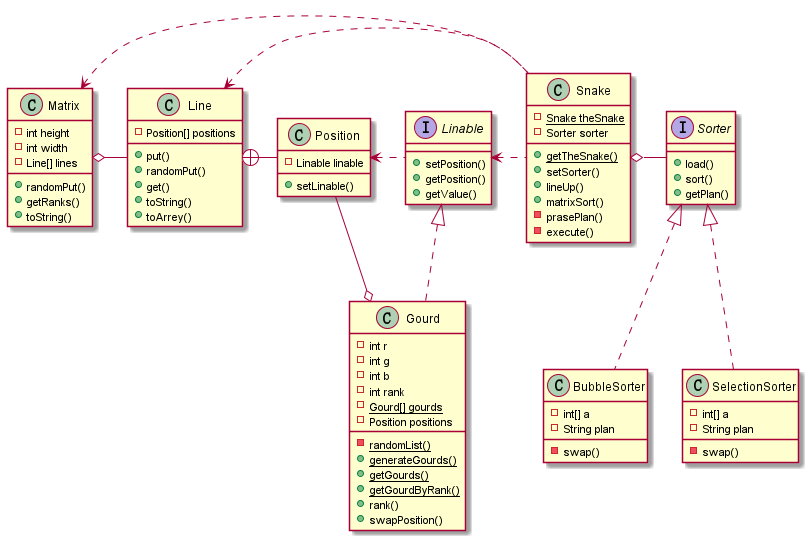 C Matrix
int height
int width
Line[] lines
randomPut()
getRanks()
toString()
C Line
Position[] positions
put()
randomPut()
get()
toString()
toArrey()
C Position
Linable linable
setLinable()
I Linable
setPosition()
getPosition()
getValue()
C Snake
Snake theSnake
Sorter sorter
getTheSnake()
setSorter()
lineUp()
matrixSort()
prasePlan()
execute()
I Sorter
load()
sort()
getPlan()
C Gourd
int r
int g
int b
int rank
Gourd[] gourds
Position positions
randomList()
generateGourds()
getGourds()
getGourdByRank()
rank()
swapPosition()
C BubbleSorter
int[] a
String plan
swap()
C SelectionSorter
int[] a
String plan
swap()